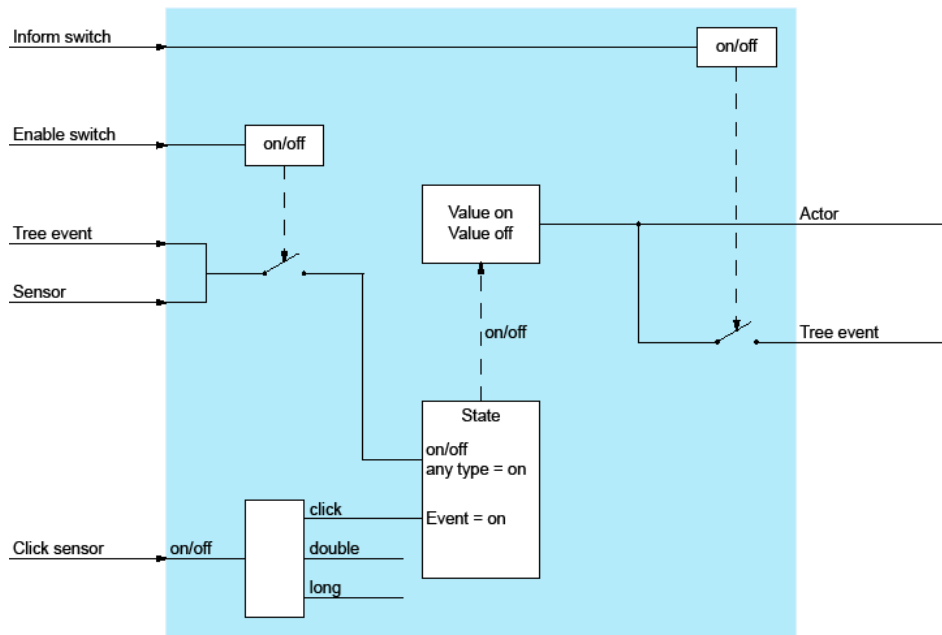 Inform switch
on/off
Enable switch
on/off
Value on
Value off
Actor
Tree event
Sensor
on/off
Tree event
State
on/off
any type = on
click
Event = on
Click sensor
on/off
double
long